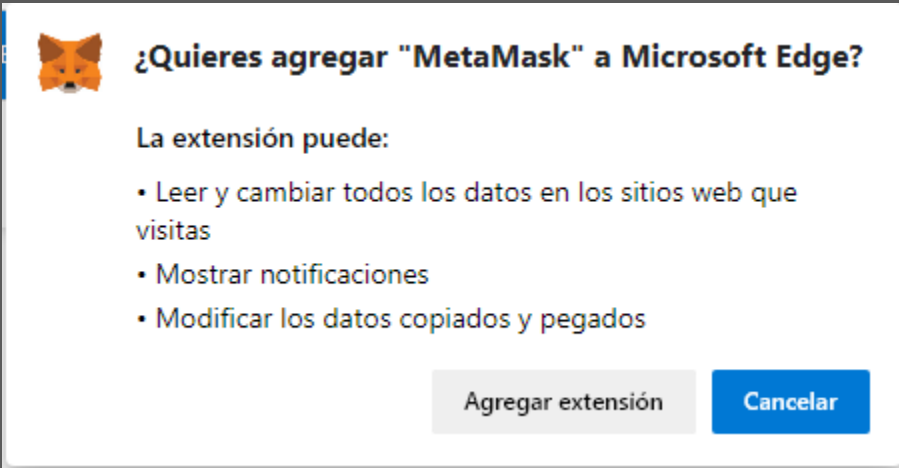 ¿Quieres agregar "MetaMask" a Microsoft Edge?
La extensión puede:
• Leer y cambiar todos los datos en los sitios web que
visitas
• Mostrar notificaciones
• Modificar los datos copiados y pegados
Agregar extensión
Cancelar